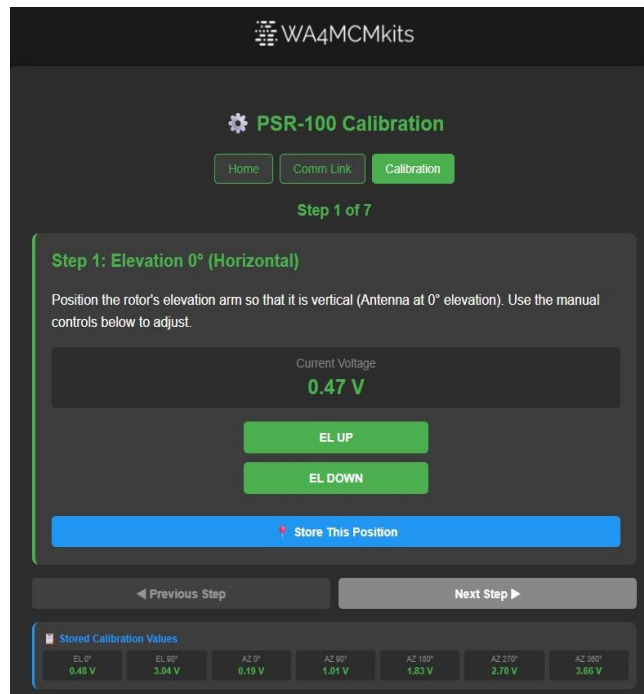 WA4MCMkits
PSR-100 Calibration
Home Comm Link Calibration
Step 1 of 7
Step 1: Elevation 0° (Horizontal)
Position the rotor's elevation arm so that it is vertical (Antenna at 0° elevation). Use the manual
controls below to adjust.
Current Voltage
0.47 V
EL UP
EL DOWN
Store This Position
Previous Step Next Step
Stored Calibration Values
EL 0° EL 90° AZ 0° AZ 90° AZ 180° AZ 270° AZ 360°
0.48 V 3.04 V 0.19 V 1.01 V 1.83 V 2.70 V 3.66 V